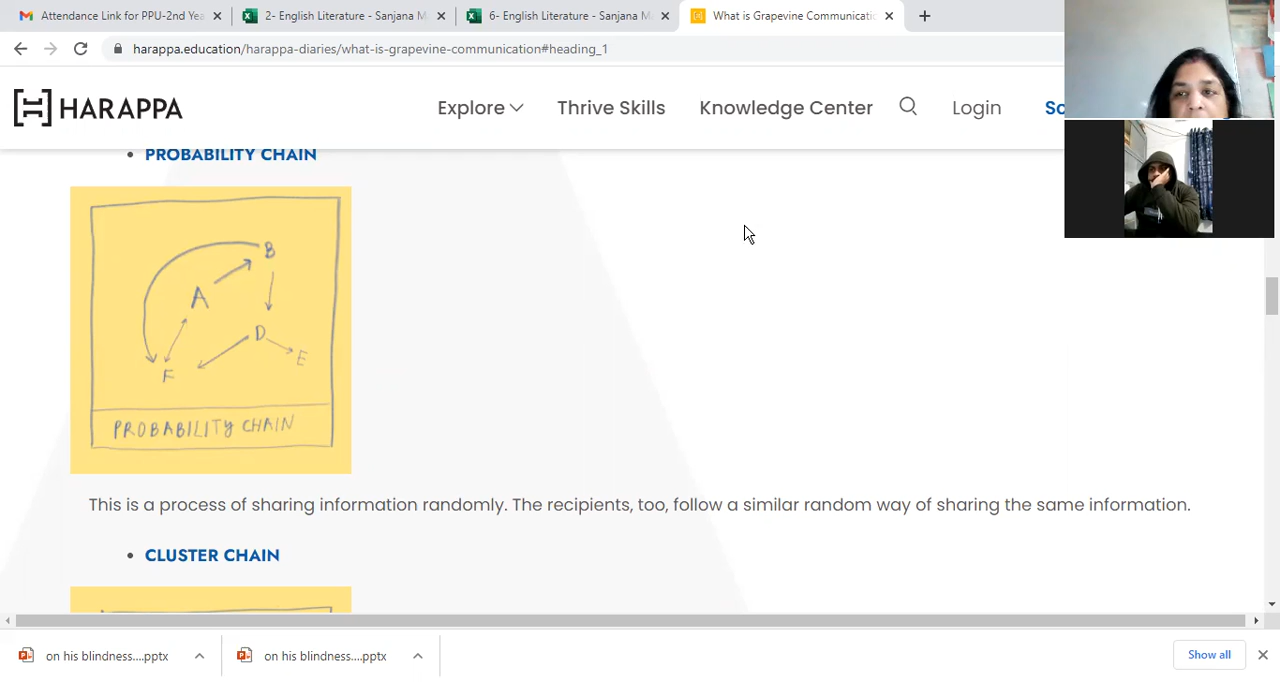 Attendance Link for PPU-2nd Yea
2- English Literature - Sanjana M
6- English Literature - Sanjana M
What is Grapevine Communicati
harappa.education/harappa-diaries/what-is-grapevine-communication#heading_1
HARAPPA
Explore
Thrive Skills
Knowledge Center
Login
PROBABILITY CHAIN
B
A
D
F
E
PROBABILITY CHAIN
This is a process of sharing information randomly. The recipients, too, follow a similar random way of sharing the same information.
CLUSTER CHAIN
on his blindness....pptx
on his blindness....pptx
Show all